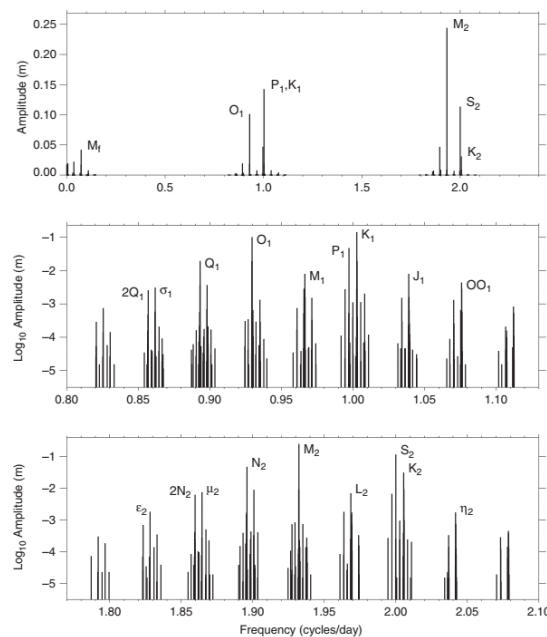 0.25
0.20
0.15
0.10
0.05
0.00
Amplitude (m)
M2
P1,K1
O1
S2
Mf
K2
0.0 0.5 1.0 1.5 2.0
−1
−2
−3
−4
−5
Log10 Amplitude (m)
K1
O1
P1
Q1
M1
J1
2Q1 σ1
OO1
0.80 0.85 0.90 0.95 1.00 1.05 1.10
−1
−2
−3
−4
−5
Log10 Amplitude (m)
M2
S2
N2
K2
2N2 μ2
L2
ε2
η2
1.80 1.85 1.90 1.95 2.00 2.05 2.10
Frequency (cycles/day)